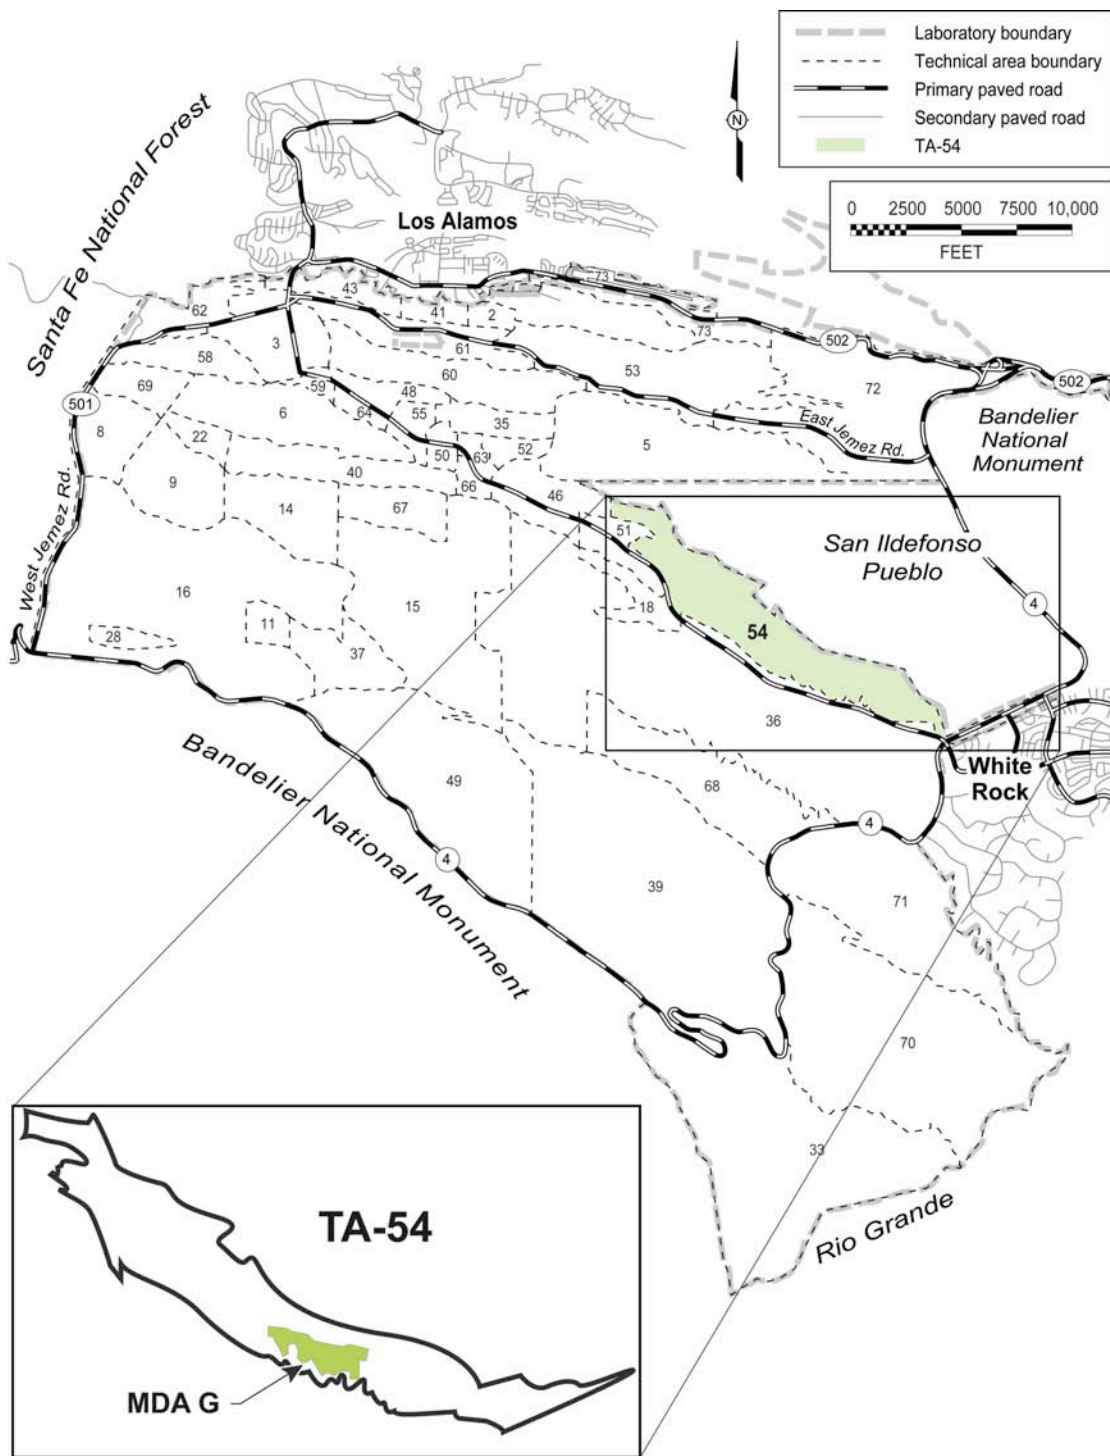 Laboratory boundary
Technical area boundary
Primary paved road
Secondary paved road
TA-54
N
0 2500 5000 7500 10,000
FEET
Santa Fe National Forest
Los Alamos
73
43
62
41
2
73
502
3
61
53
58
60
502
69
59
48
72
501
6
64
55
35
East Jemez Rd.
Bandelier
National
Monument
8
22
50
63
52
5
40
9
66
46
14
67
51
San Ildefonso
Pueblo
West Jemez Rd.
16
15
18
4
11
54
28
37
36
Bandelier National Monument
49
68
White
Rock
4
4
39
71
70
33
Rio Grande
TA-54
MDA G